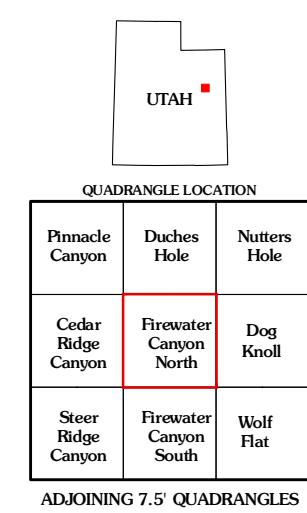 UTAH
QUADRANGLE LOCATION
Pinnacle
Canyon
Duches
Hole
Nutters
Hole
Cedar
Ridge
Canyon
Firewater
Canyon
North
Dog
Knoll
Steer
Ridge
Canyon
Firewater
Canyon
South
Wolf
Flat
ADJOINING 7.5' QUADRANGLES